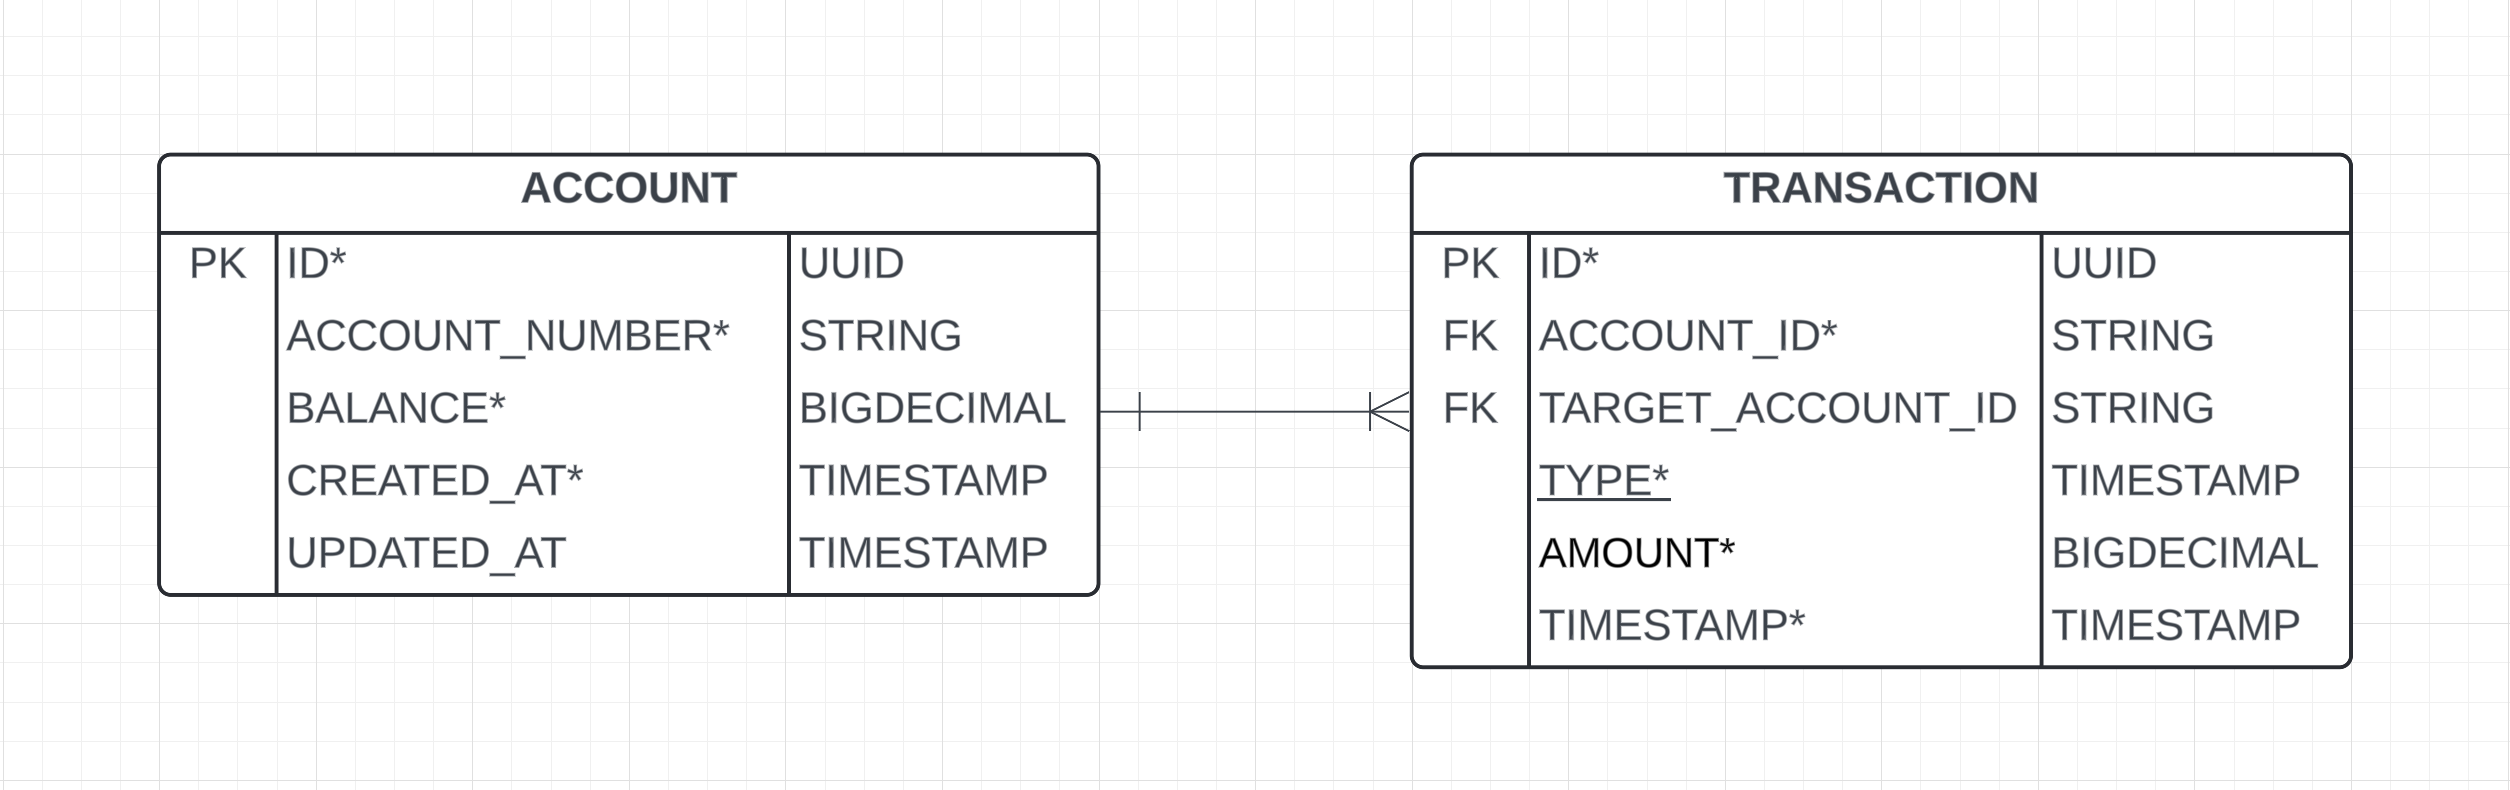 ACCOUNT
PK ID* UUID
ACCOUNT_NUMBER* STRING
BALANCE* BIGDECIMAL
CREATED_AT* TIMESTAMP
UPDATED_AT TIMESTAMP
TRANSACTION
PK ID* UUID
FK ACCOUNT_ID* STRING
FK TARGET_ACCOUNT_ID STRING
TYPE* TIMESTAMP
AMOUNT* BIGDECIMAL
TIMESTAMP* TIMESTAMP